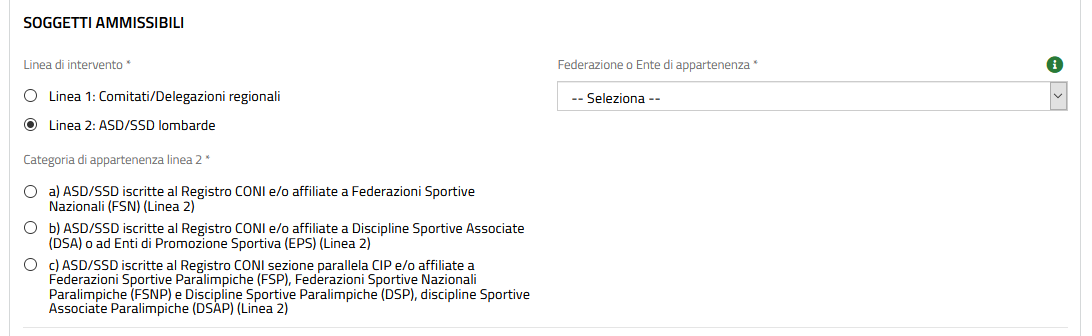 SOGGETTI AMMISSIBILI
Linea di intervento *
Linea 1: Comitati/Delegazioni regionali
Linea 2: ASD/SSD lombarde
Federazione o Ente di appartenenza *
-- Seleziona --
Categoria di appartenenza linea 2 *
a) ASD/SSD iscritte al Registro CONI e/o affiliate a Federazioni Sportive
Nazionali (FSN) (Linea 2)
b) ASD/SSD iscritte al Registro CONI e/o affiliate a Discipline Sportive Associate
(DSA) o ad Enti di Promozione Sportiva (EPS) (Linea 2)
c) ASD/SSD iscritte al Registro CONI sezione parallela CIP e/o affiliate a
Federazioni Sportive Paralimpiche (FSP), Federazioni Sportive Nazionali
Paralimpiche (FSNP) e Discipline Sportive Paralimpiche (DSP), discipline Sportive
Associate Paralimpiche (DSAP) (Linea 2)